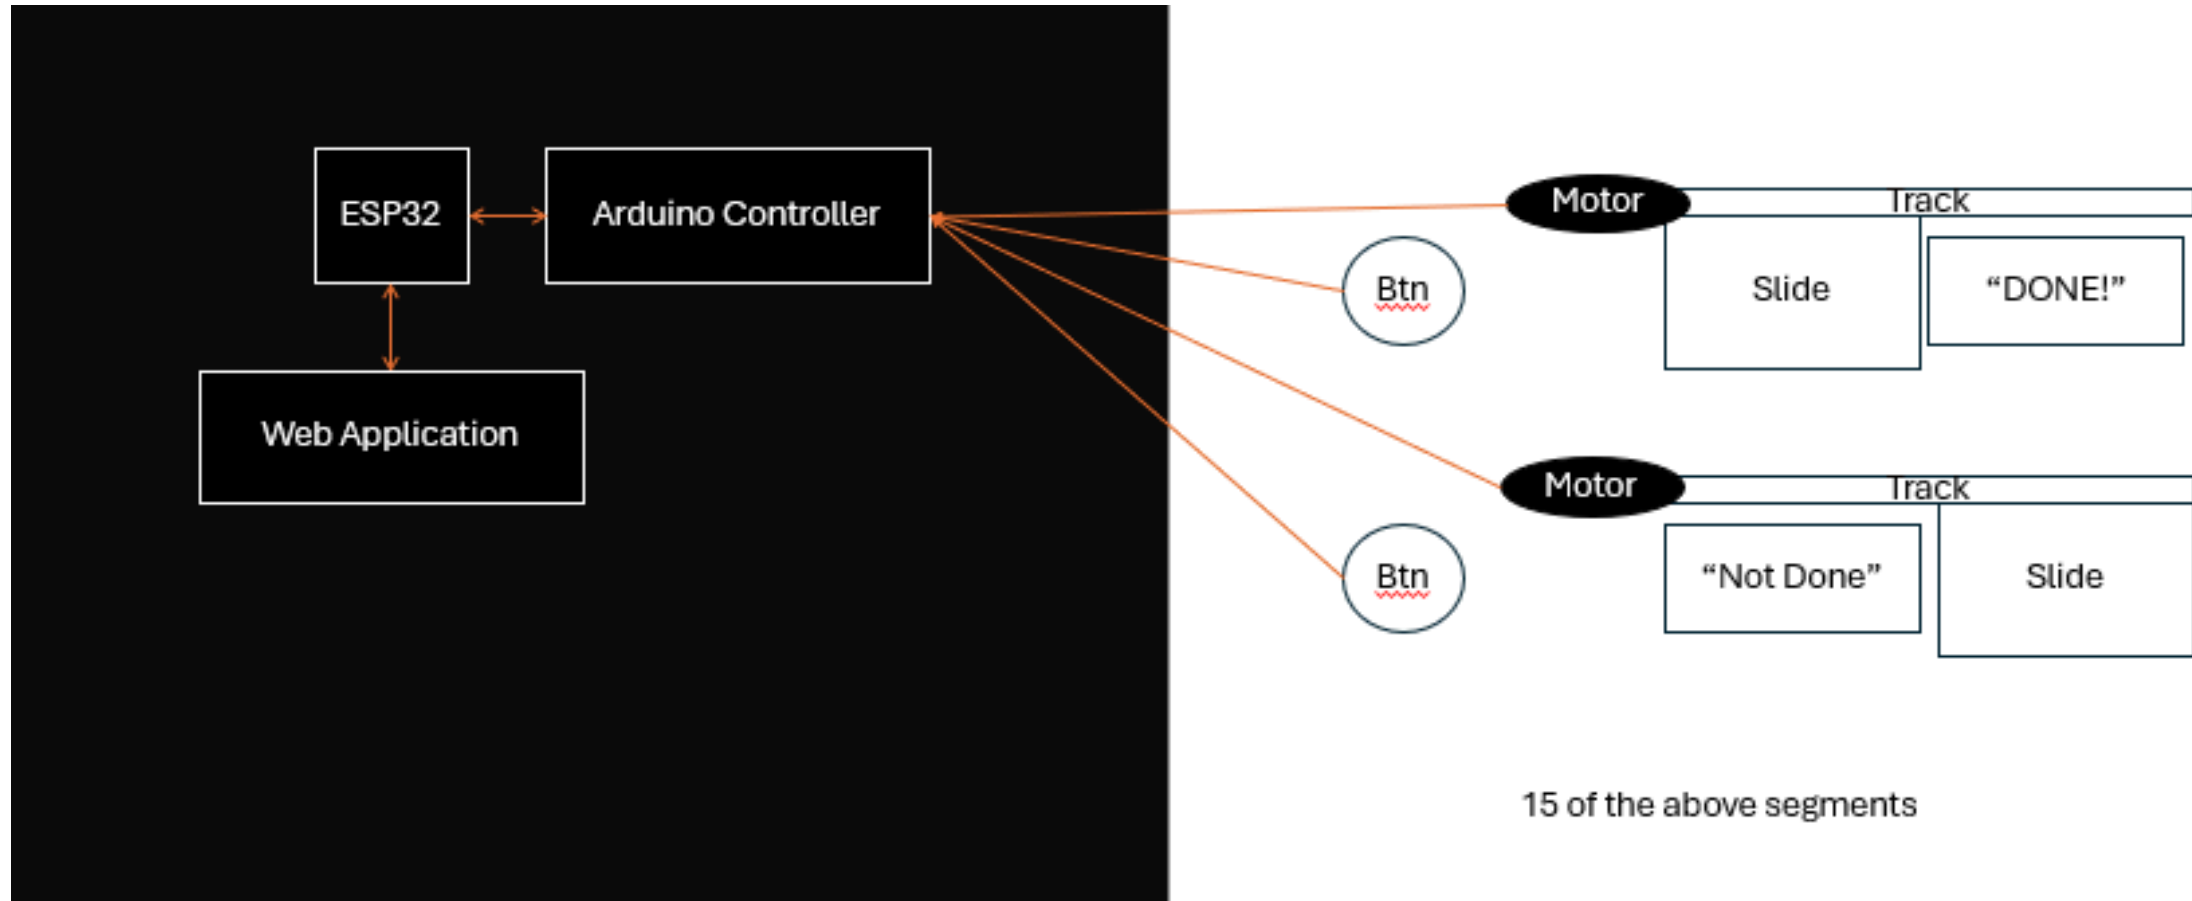 ESP32
Arduino Controller
Web Application
Motor
Track
Btn
Slide
“DONE!”
Motor
Track
Btn
“Not Done”
Slide
15 of the above segments